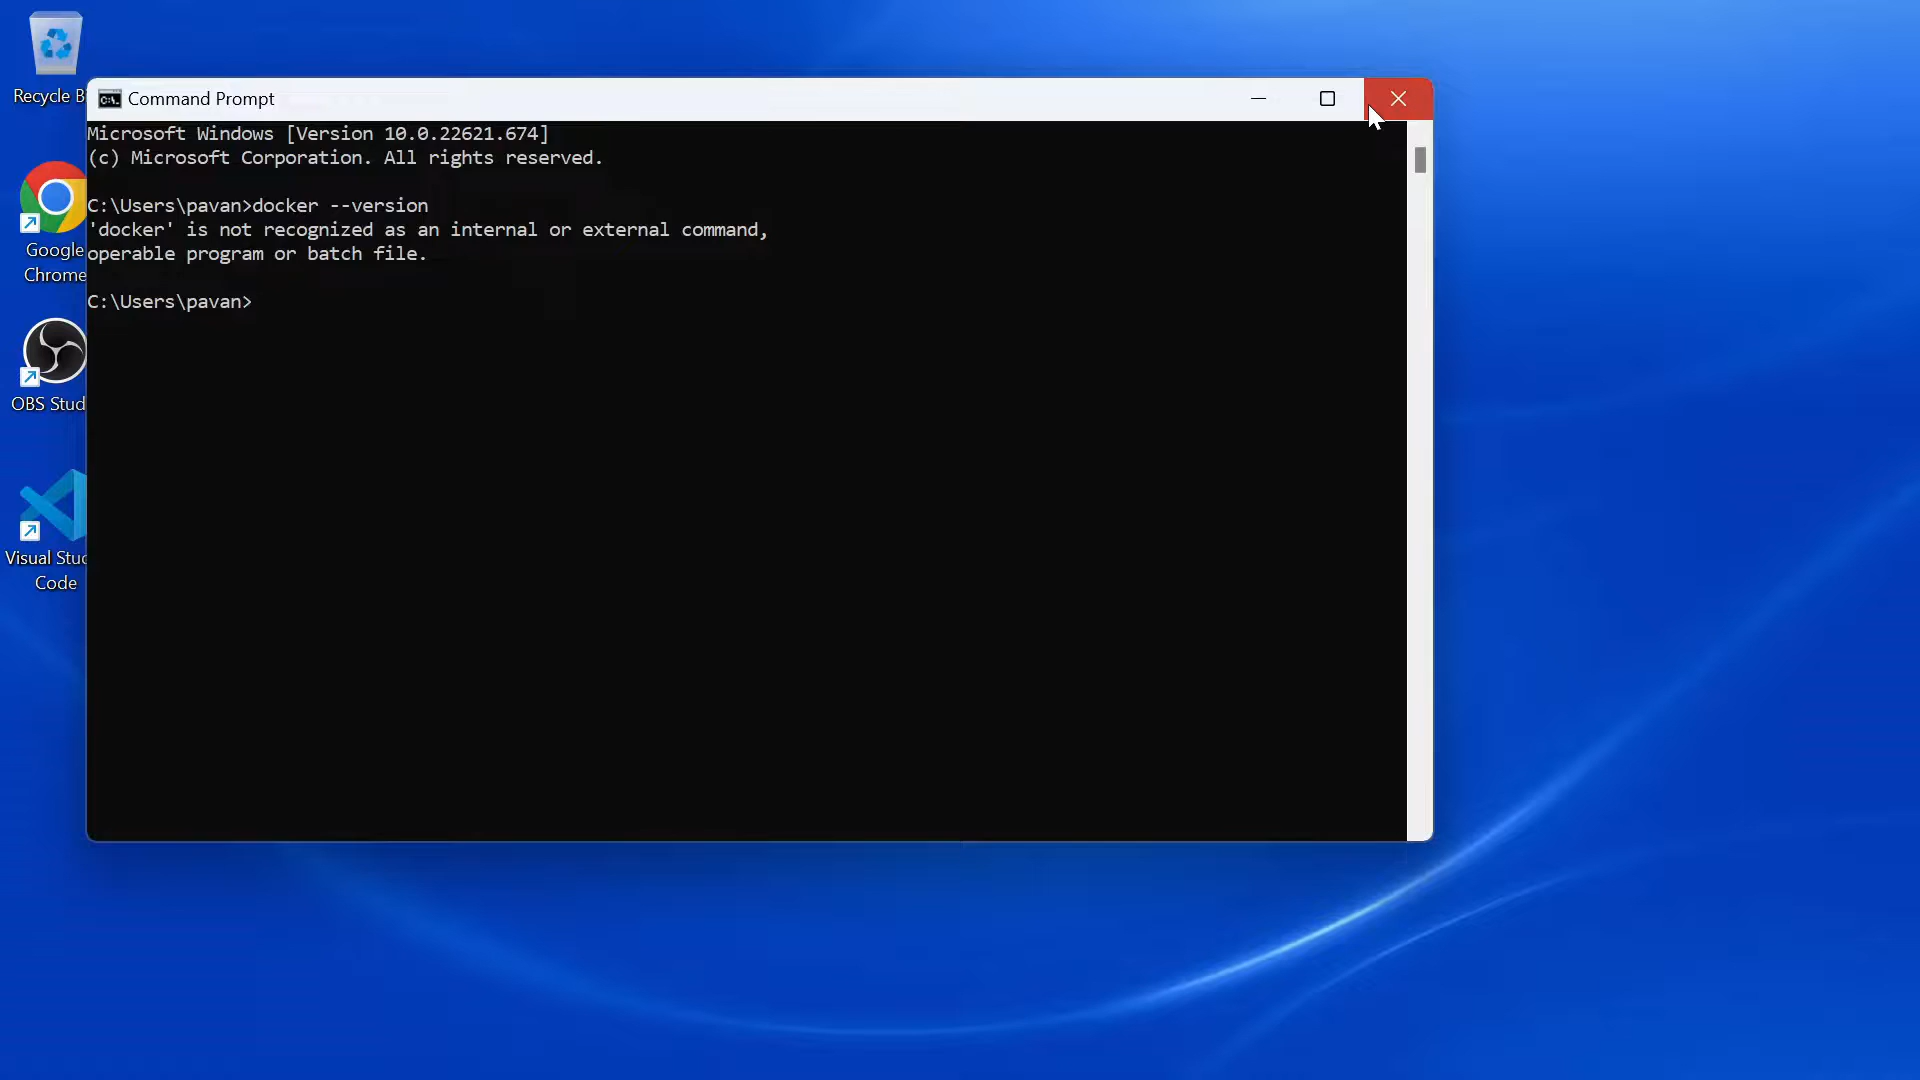 Recycle B
Command Prompt
Microsoft Windows [Version 10.0.22621.674]
(c) Microsoft Corporation. All rights reserved.
C:\Users\pavan>docker --version
'docker' is not recognized as an internal or external command,
operable program or batch file.
C:\Users\pavan>
Google
Chrome
OBS Stud
Visual Stu
Code